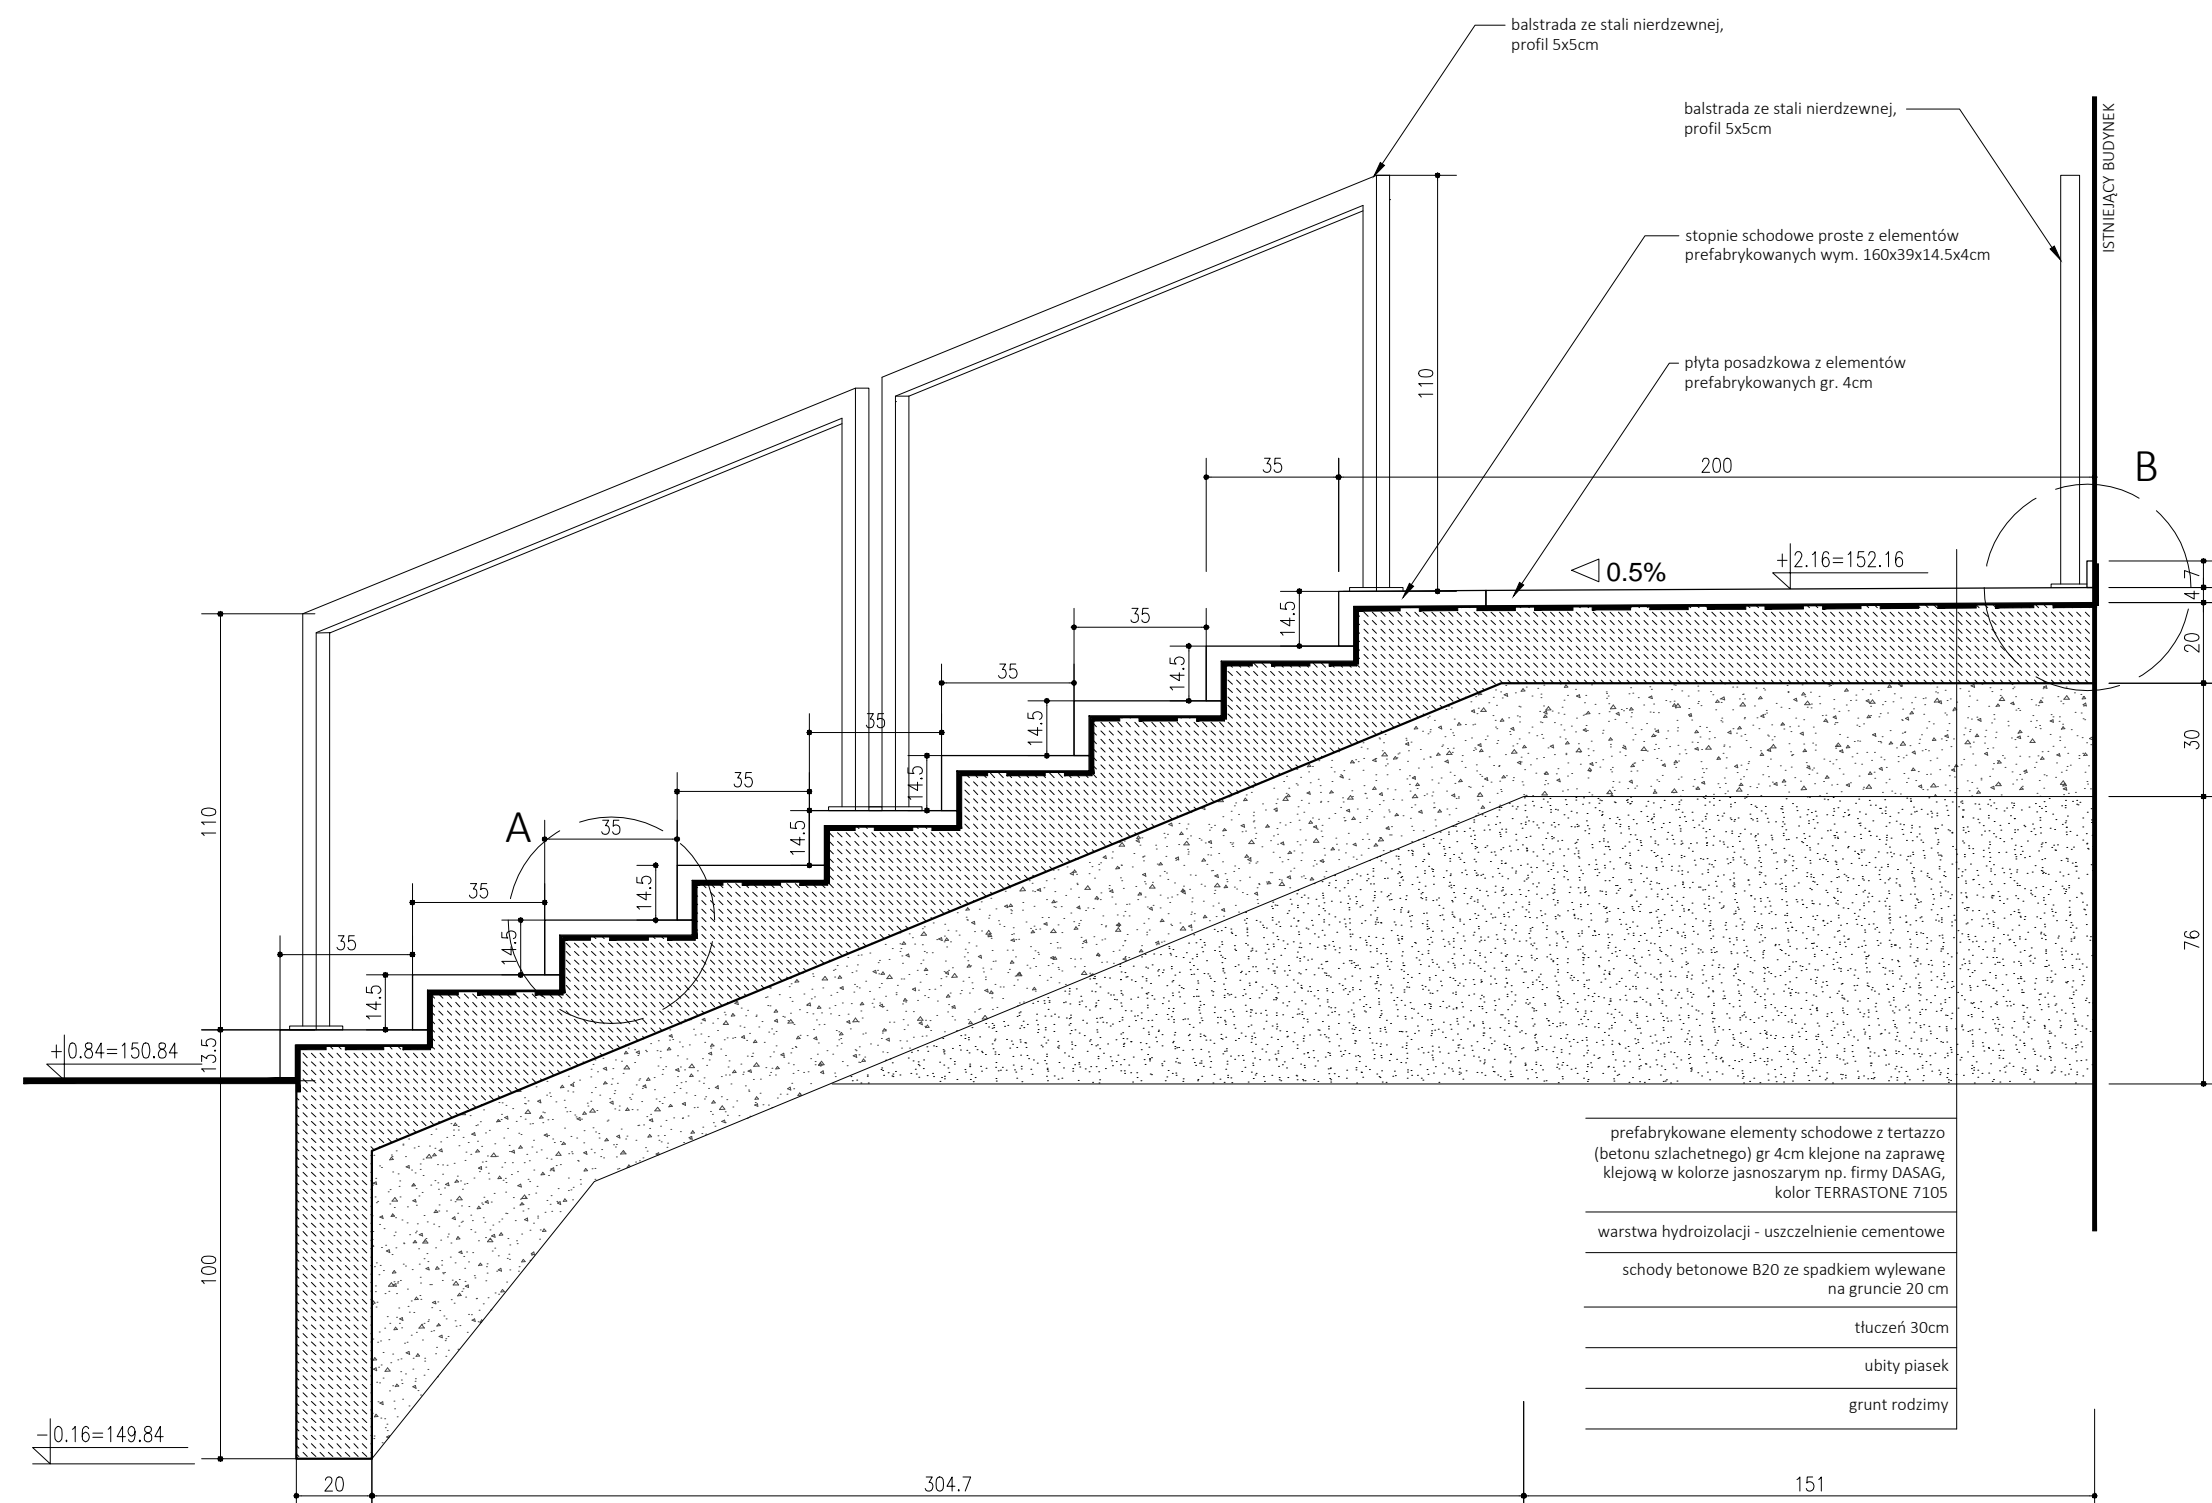 balstrada ze stali nierdzewnej,
profil 5x5cm
balstrada ze stali nierdzewnej,
profil 5x5cm
ISTNIEJĄCY BUDYNEK
stopnie schodowe proste z elementów
prefabrykowanych wym. 160x39x14.5x4cm
płyta posadzkowa z elementów
prefabrykowanych gr. 4cm
110
35
200
B
0.5%
+2.16=152.16
7
4
20
30
76
14.5
35
14.5
35
14.5
35
14.5
35
14.5
A
35
14.5
35
14.5
35
14.5
110
13.5
+0.84=150.84
100
-0.16=149.84
prefabrykowane elementy schodowe z tertazzo
(betonu szlachetnego) gr 4cm klejone na zaprawę
klejową w kolorze jasnoszarym np. firmy DASAG,
kolor TERRASTONE 7105
warstwa hydroizolacji - uszczelnienie cementowe
schody betonowe B20 ze spadkiem wylewane
na gruncie 20 cm
tłuczeń 30cm
ubity piasek
grunt rodzimy
20
304.7
151